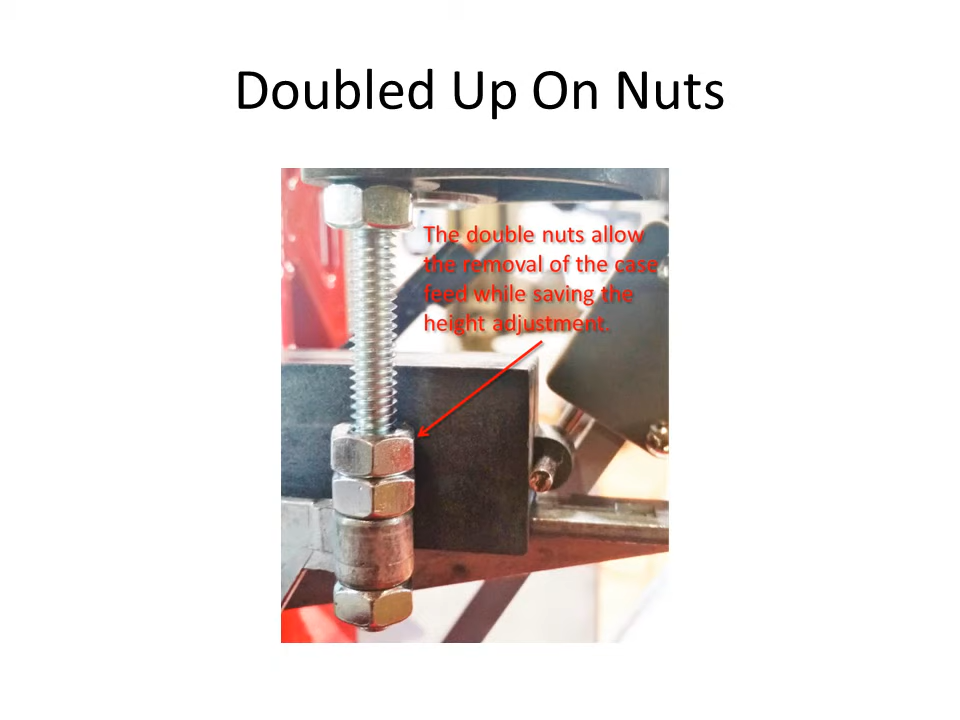 Doubled Up On Nuts
The double nuts allow
the removal of the case
feed while saving the
height adjustment.